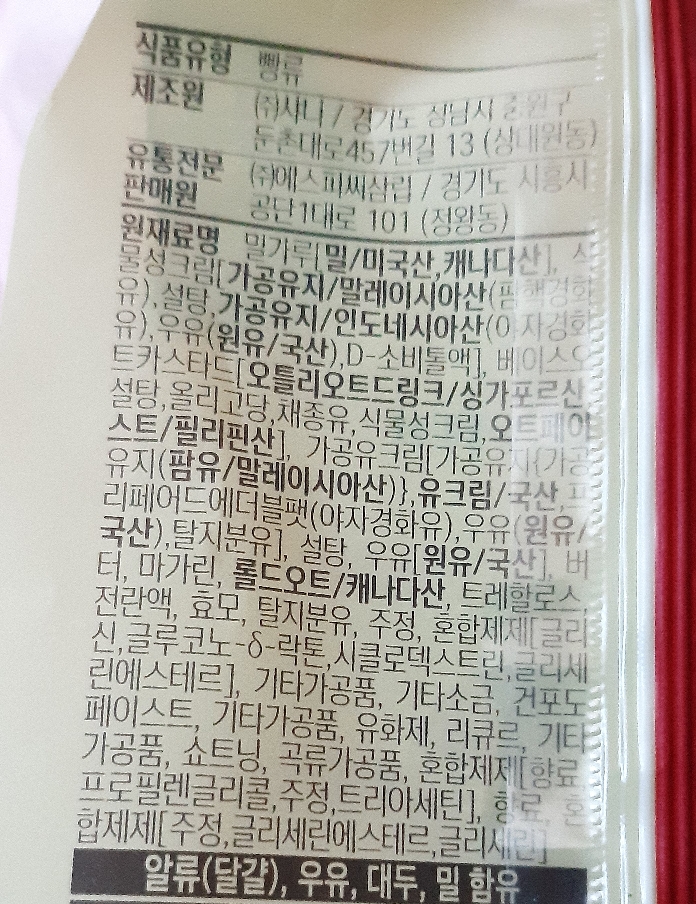 식품유형 빵류
제조원 ㈜샤니 / 경기도 성남시 중원구
둔촌대로457번길 13 (상대원동)
유통전문 ㈜에스피씨삼립 / 경기도 시흥시
판매원 공단1대로 101 (정왕동)
원재료명 밀가루[밀/미국산,캐나다산], 식
물성크림[가공유지/말레이시아산(팜핵경화
유),설탕,가공유지/인도네시아산(야자경화
유),우유(원유/국산),D-소비톨액], 베이스오
트카스타드[오틀리오트드링크/싱가포르산,
설탕,올리고당,채종유,식물성크림,오트페이
스트/필리핀산], 가공유크림[가공유지{가공
유지(팜유/말레이시아산)},유크림/국산,프
리페어드에더블팻(야자경화유),우유(원유/
국산),탈지분유], 설탕, 우유[원유/국산], 버
터, 마가린, 롤드오트/캐나다산, 트레할로스,
전란액, 효모, 탈지분유, 주정, 혼합제제[글리
신,글루코노-δ-락톤,시클로덱스트린,글리세
린에스테르], 기타가공품, 기타소금, 건포도
페이스트, 기타가공품, 유화제, 리큐르, 기타
가공품, 쇼트닝, 곡류가공품, 혼합제제[향료,
프로필렌글리콜,주정,트리아세틴], 향료, 혼
합제제[주정,글리세린에스테르,글리세린]
알류(달걀), 우유, 대두, 밀 함유